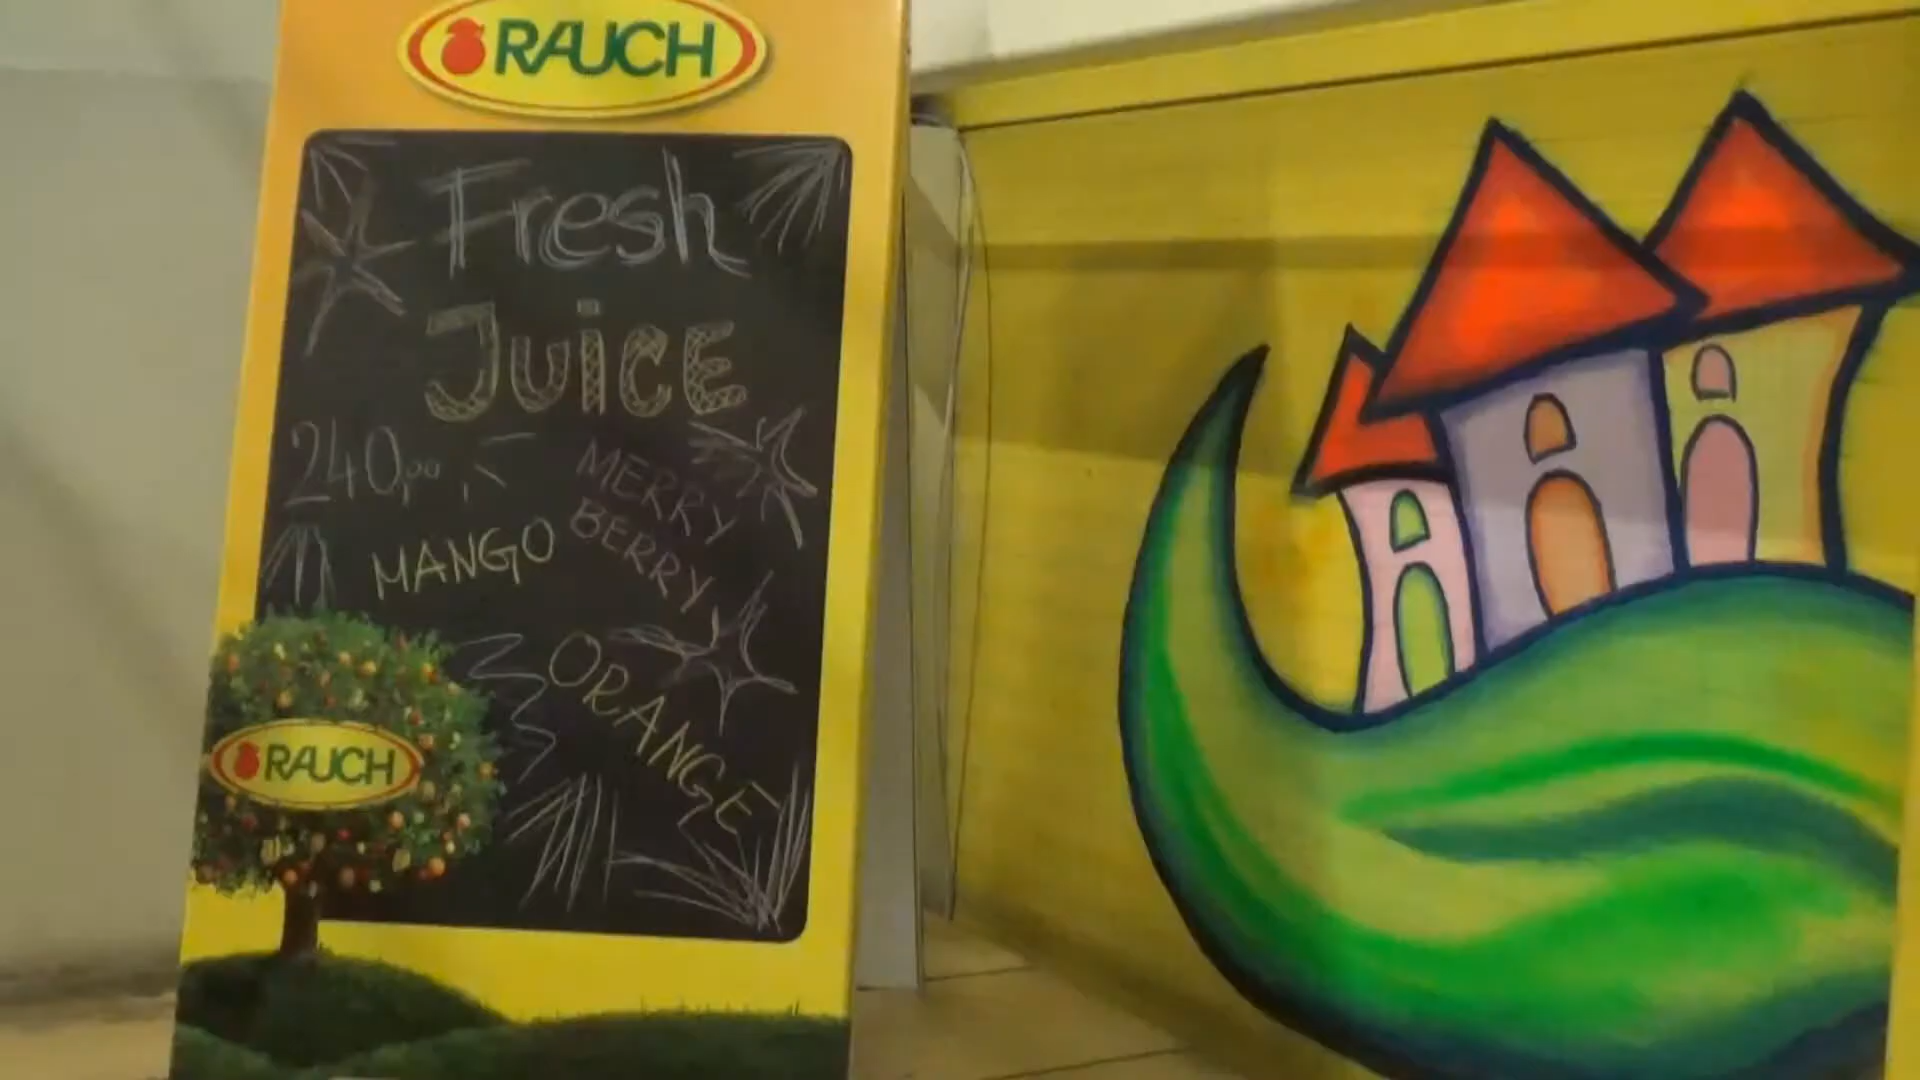 RAUCH
Fresh
JUiCE
240,00
MERRY
BERRY
MANGO
ORANGE
RAUCH